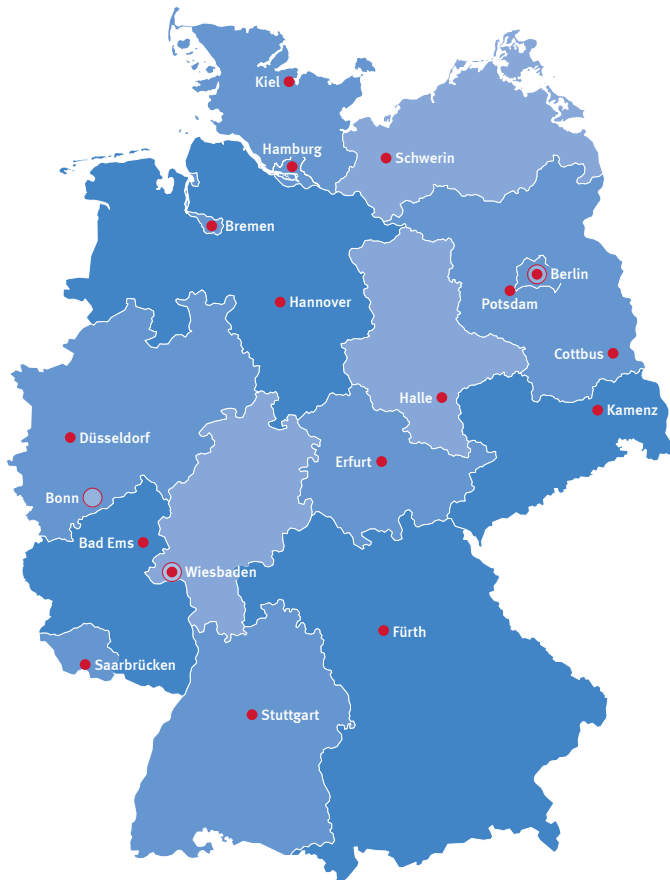 Kiel
Hamburg
Schwerin
Bremen
Berlin
Hannover
Potsdam
Cottbus
Halle
Kamenz
Düsseldorf
Erfurt
Bonn
Bad Ems
Wiesbaden
Fürth
Saarbrücken
Stuttgart